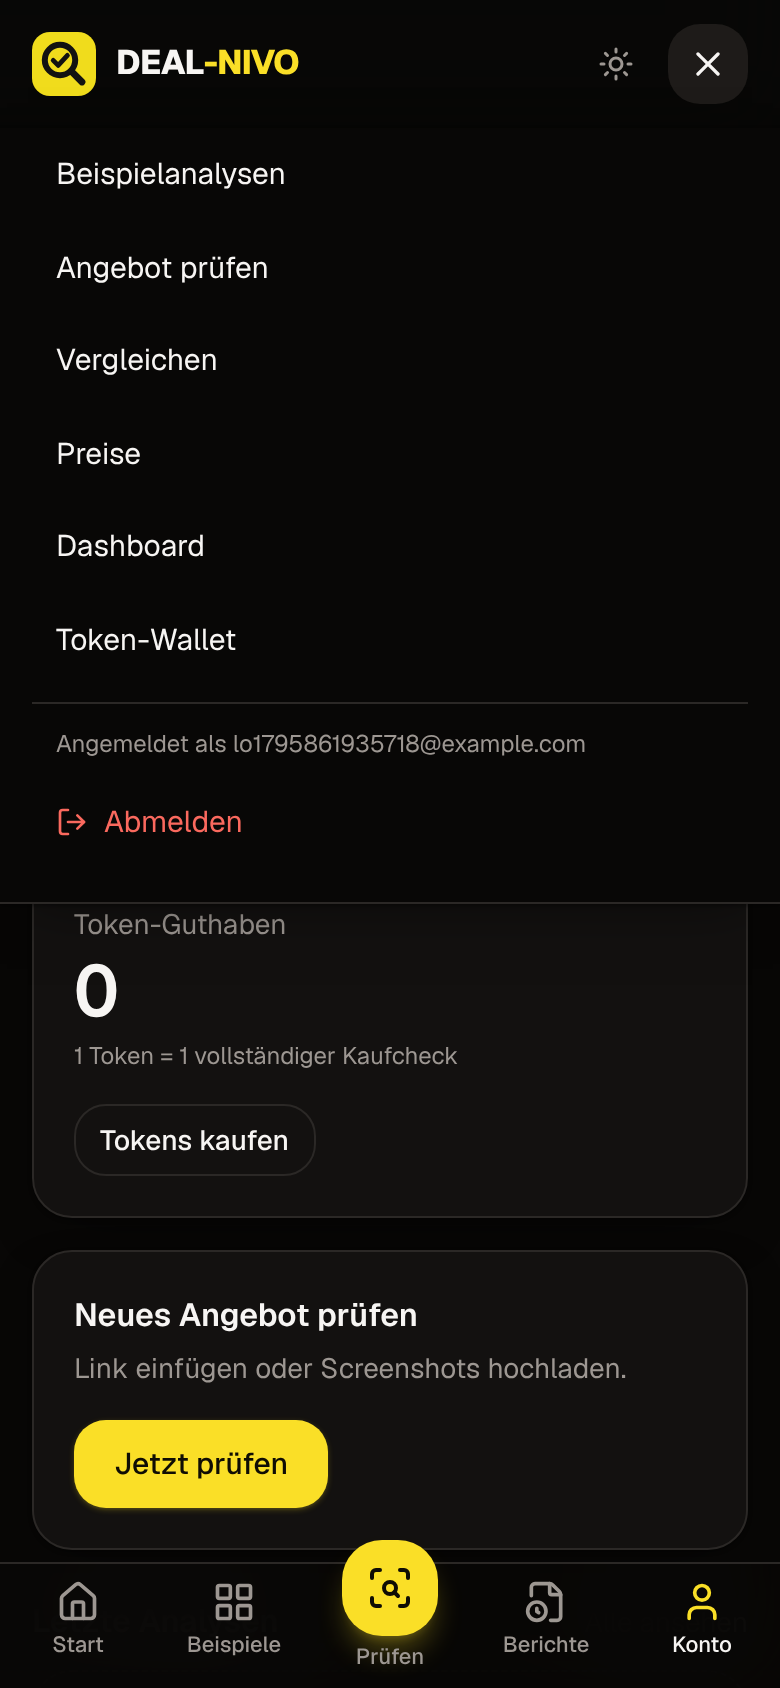 DEAL-NIVO
Beispielanalysen
Angebot prüfen
Vergleichen
Preise
Dashboard
Token-Wallet
Angemeldet als lo1795861935718@example.com
Abmelden
Token-Guthaben
0
1 Token = 1 vollständiger Kaufcheck
Tokens kaufen
Neues Angebot prüfen
Link einfügen oder Screenshots hochladen.
Jetzt prüfen
Start
Beispiele
Prüfen
Berichte
Konto